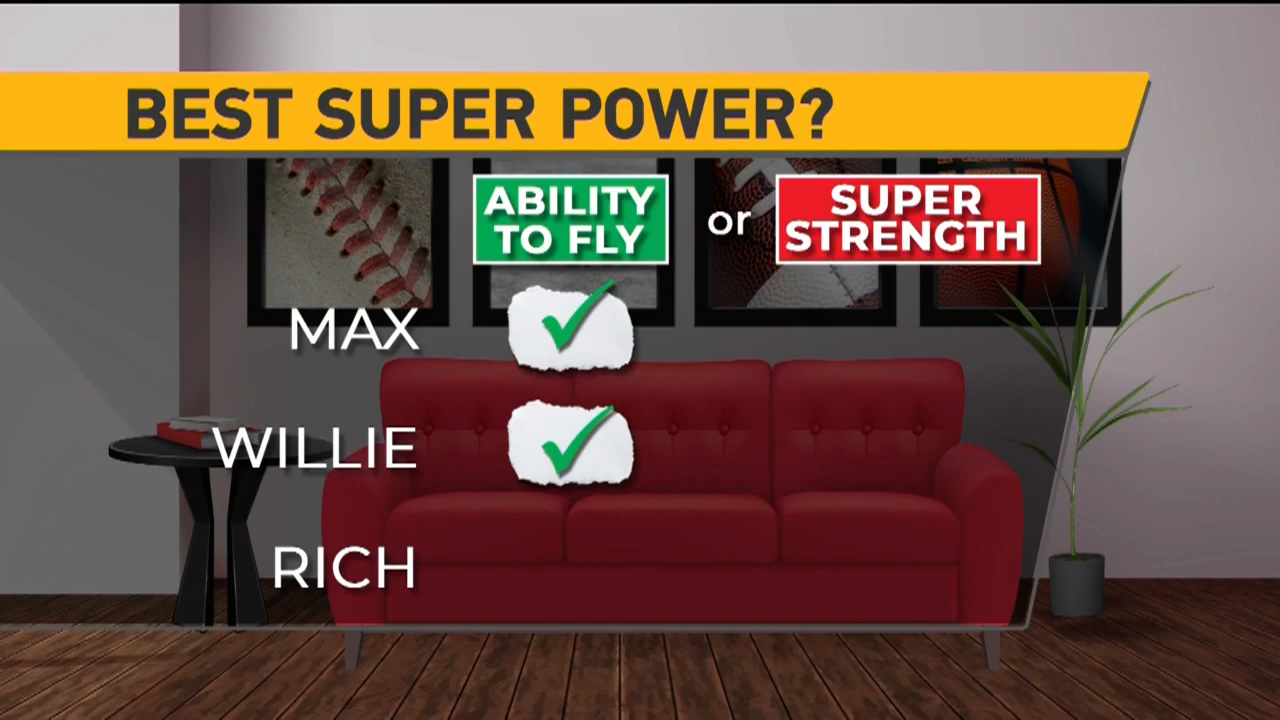 BEST SUPER POWER?
ABILITY
TO FLY
or
SUPER
STRENGTH
MAX
WILLIE
RICH